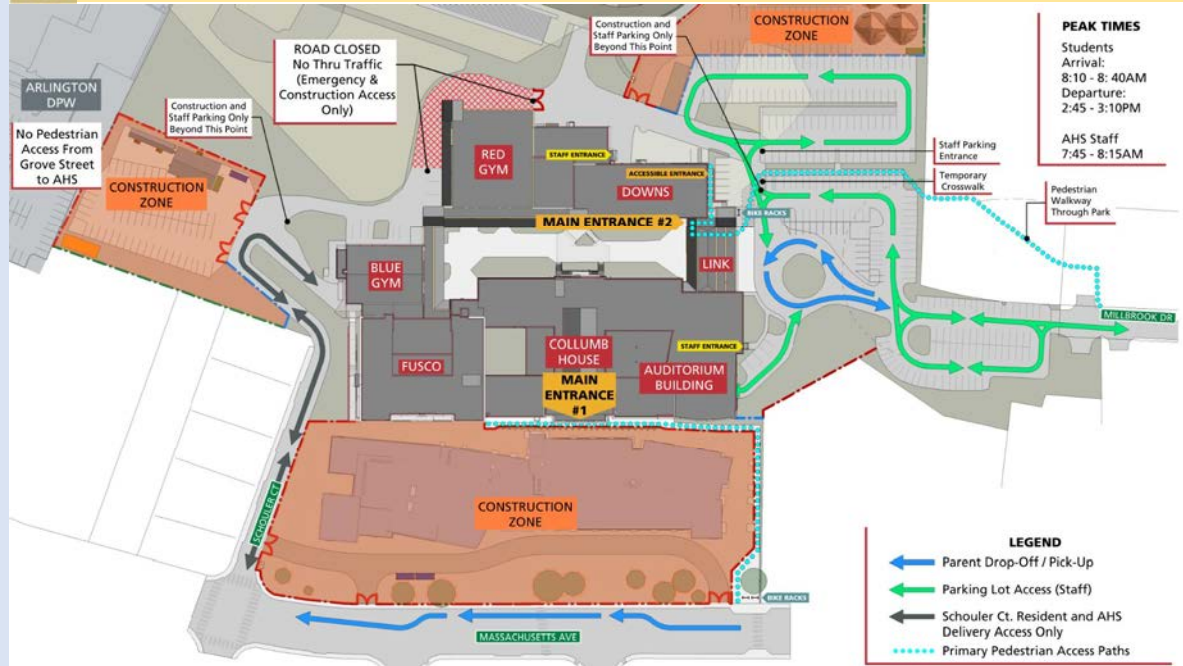 CONSTRUCTION
ZONE
Construction and
Staff Parking Only
Beyond This Point
PEAK TIMES
Students
Arrival:
8:10 - 8: 40AM
Departure:
2:45 - 3:10PM
AHS Staff
7:45 - 8:15AM
ROAD CLOSED
No Thru Traffic
(Emergency &
Construction Access
Only)
ARLINGTON
DPW
Construction and
Staff Parking Only
Beyond This Point
No Pedestrian
Access From
Grove Street
to AHS
CONSTRUCTION
ZONE
RED
GYM
STAFF ENTRANCE
ACCESSIBLE ENTRANCE
DOWNS
Staff Parking
Entrance
Temporary
Crosswalk
Pedestrian
Walkway
Through Park
MAIN ENTRANCE #2
BIKE RACKS
BLUE
GYM
LINK
MILLBROOK DR
FUSCO
COLLUMB
HOUSE
STAFF ENTRANCE
AUDITORIUM
BUILDING
MAIN
ENTRANCE
#1
CONSTRUCTION
ZONE
SCHOULER CT
BIKE RACKS
MASSACHUSETTS AVE
LEGEND
Parent Drop-Off / Pick-Up
Parking Lot Access (Staff)
Schouler Ct. Resident and AHS
Delivery Access Only
Primary Pedestrian Access Paths